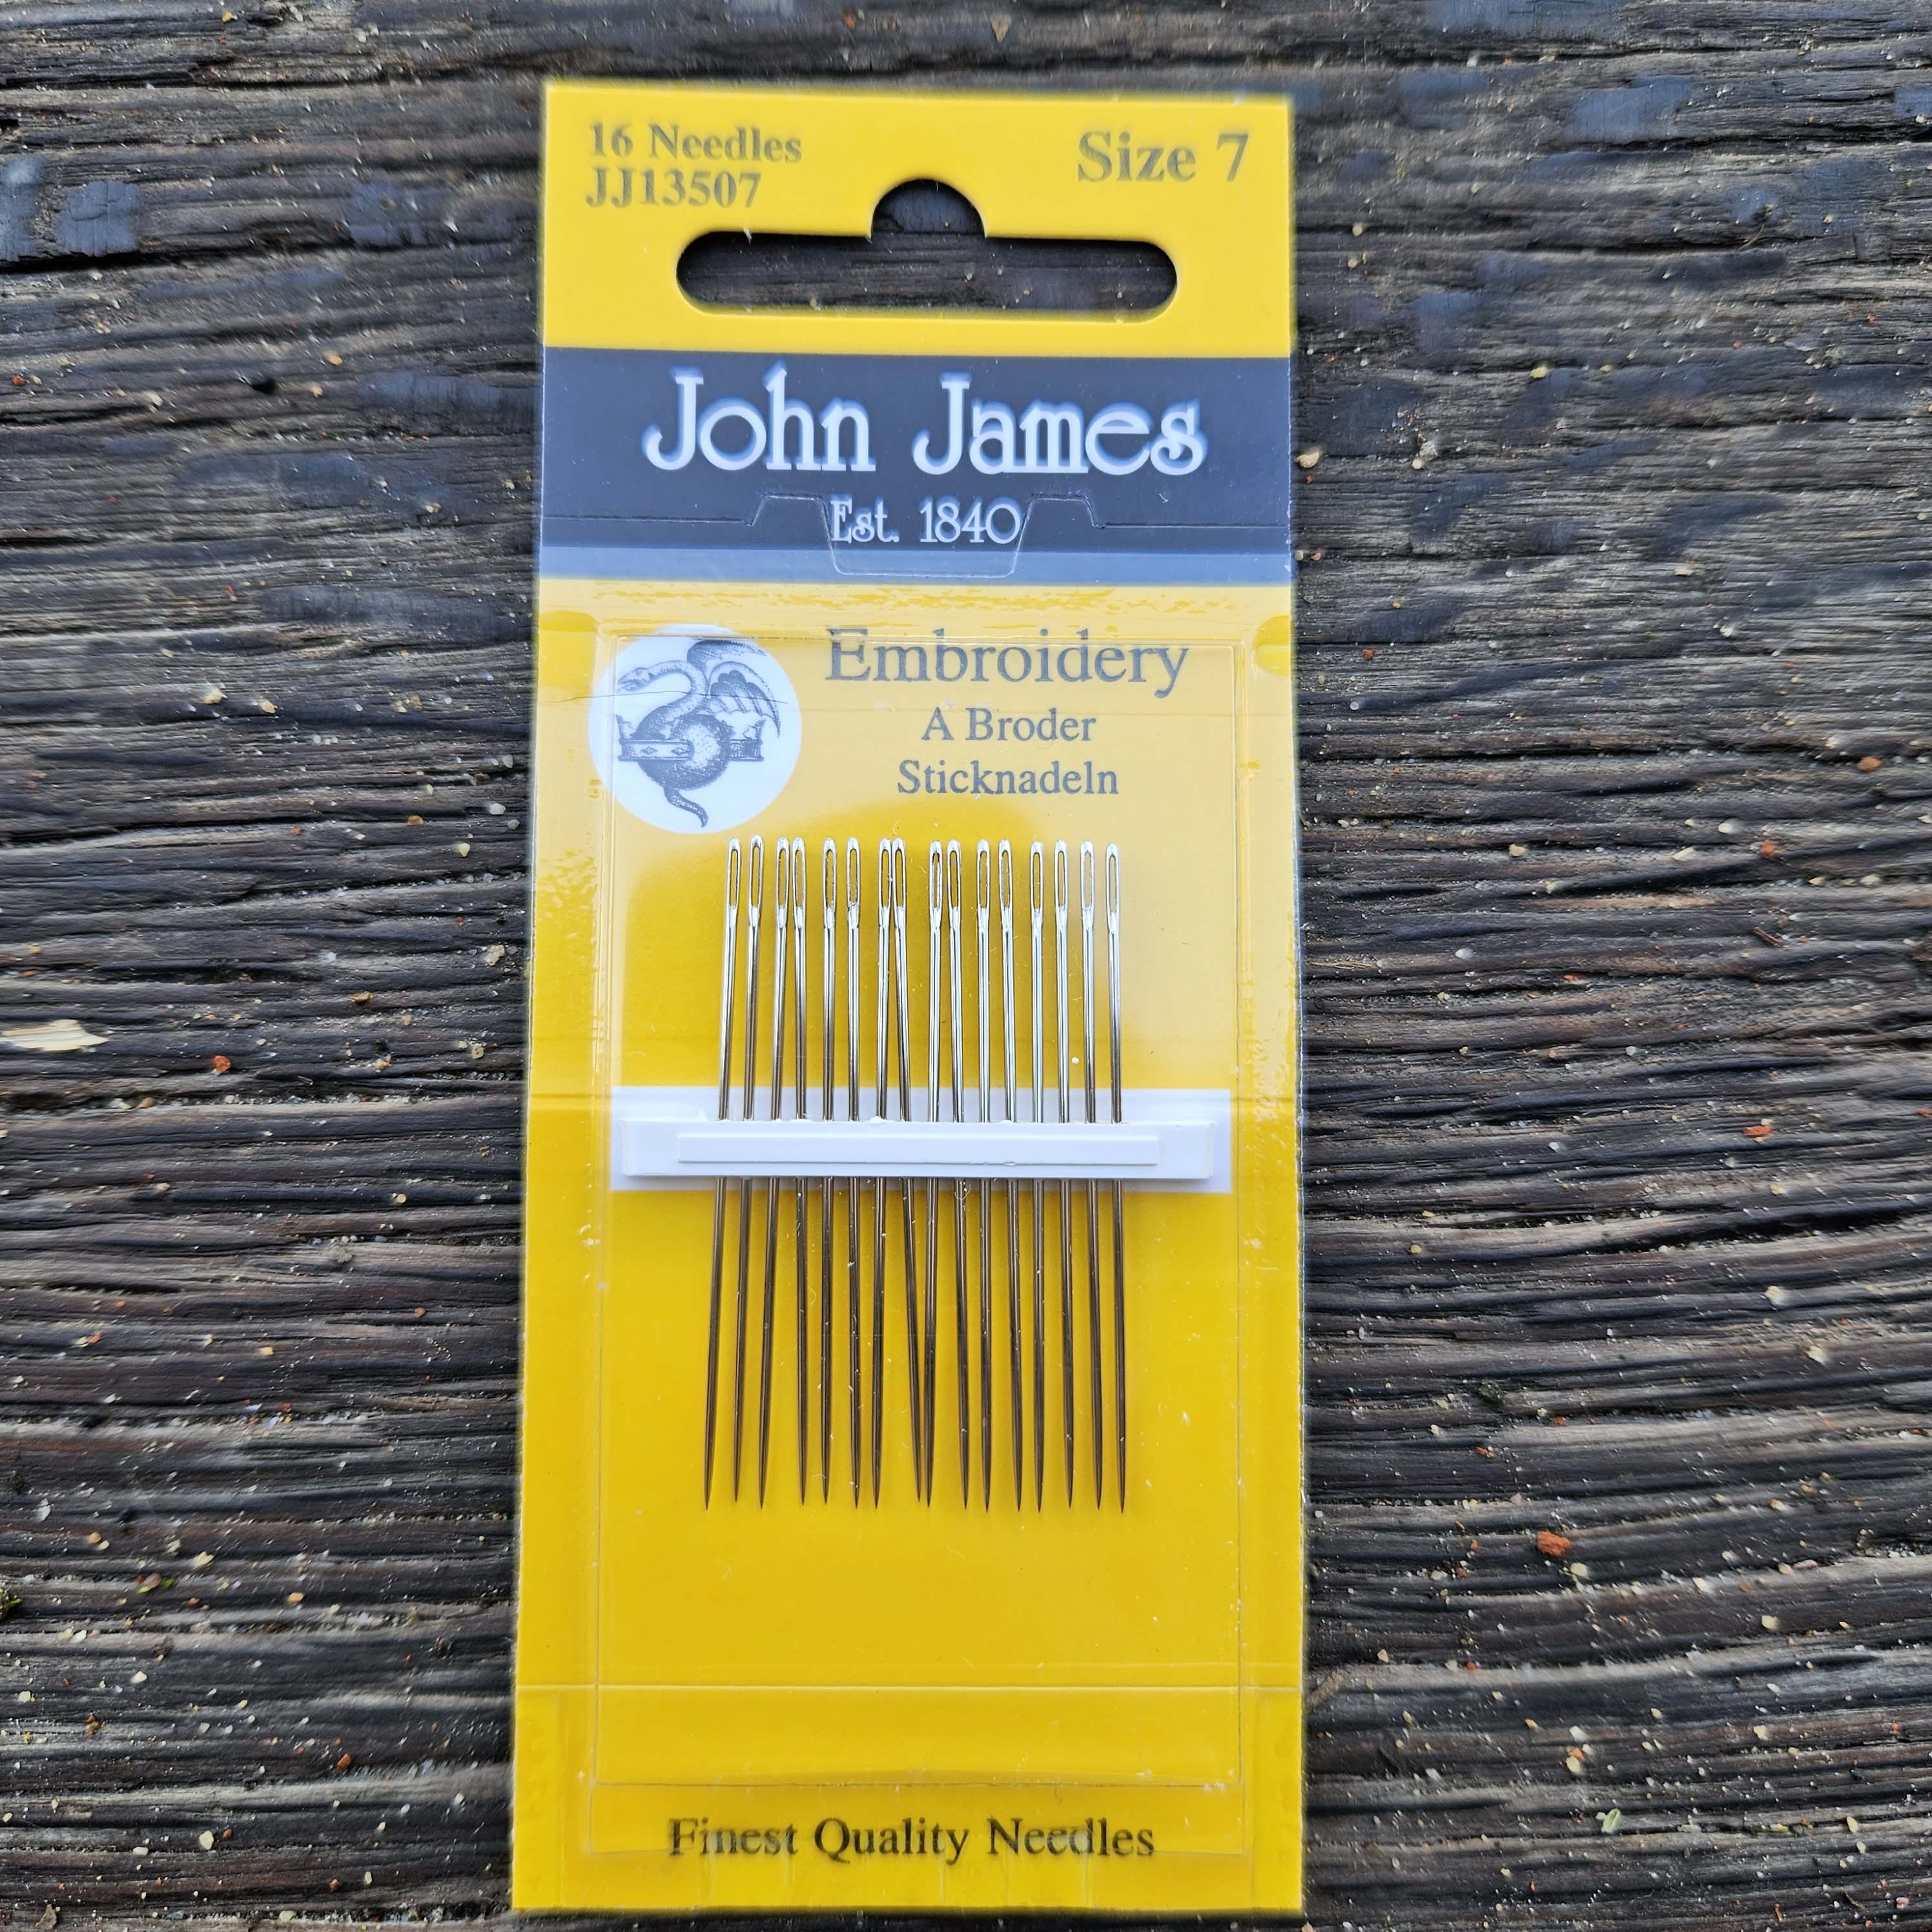 16 Needles
JJ13507
Size 7
John James
Est. 1840
Embroidery
A Broder
Sticknadeln
Finest Quality Needles